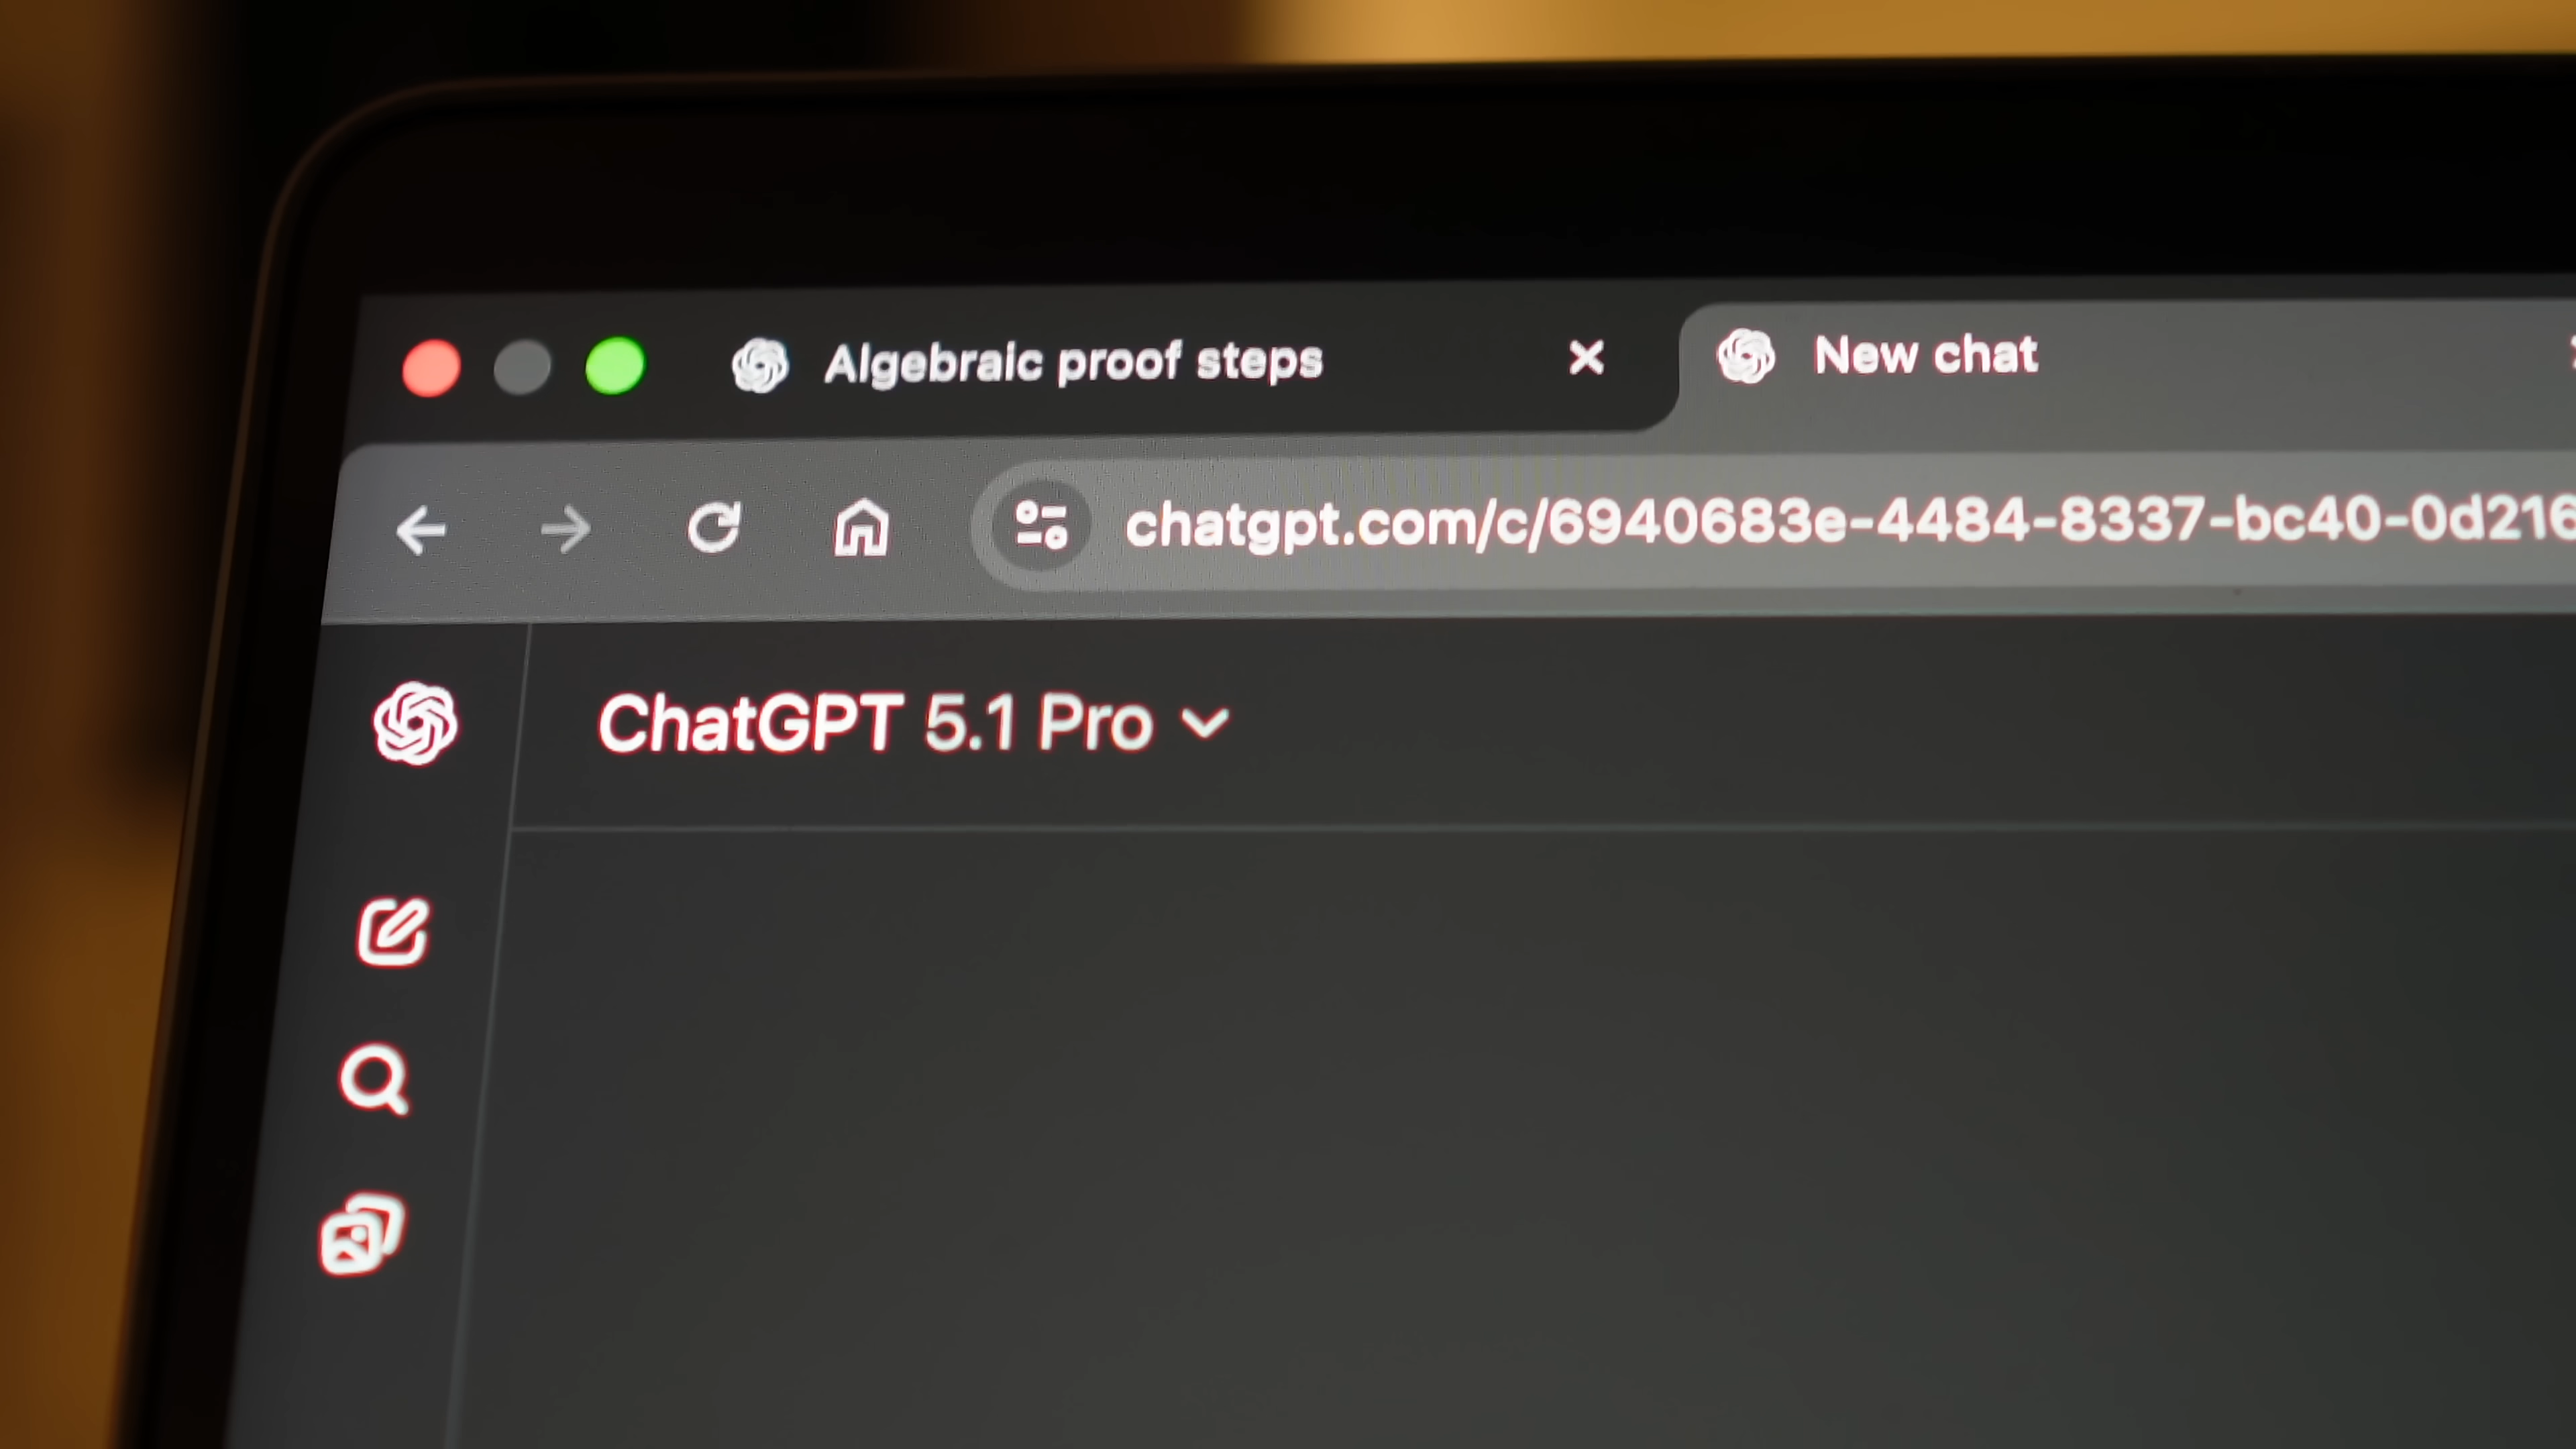 Algebraic proof steps
New chat
chatgpt.com/c/6940683e-4484-8337-bc40-0d216
ChatGPT 5.1 Pro